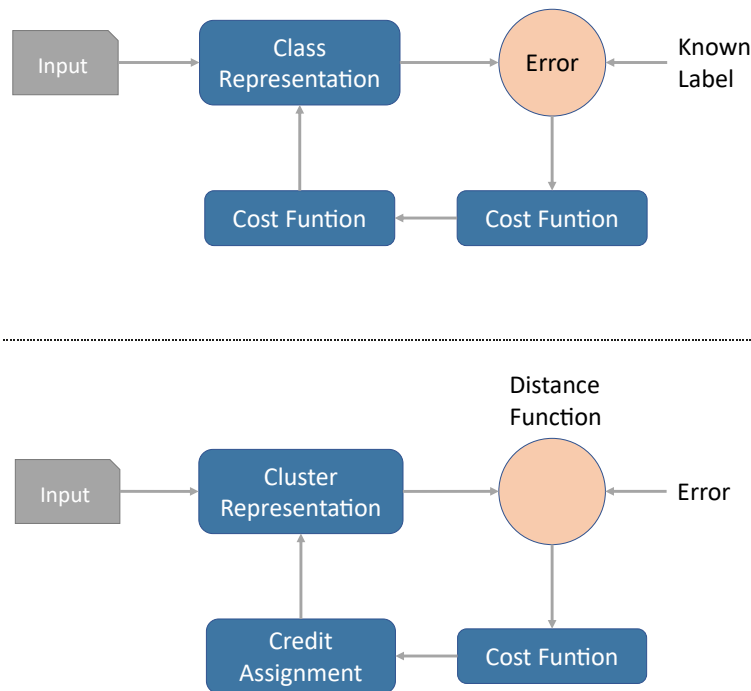 Input
Class
Representation
Error
Known
Label
Cost Funtion
Cost Funtion
Distance
Function
Input
Cluster
Representation
Error
Credit
Assignment
Cost Funtion